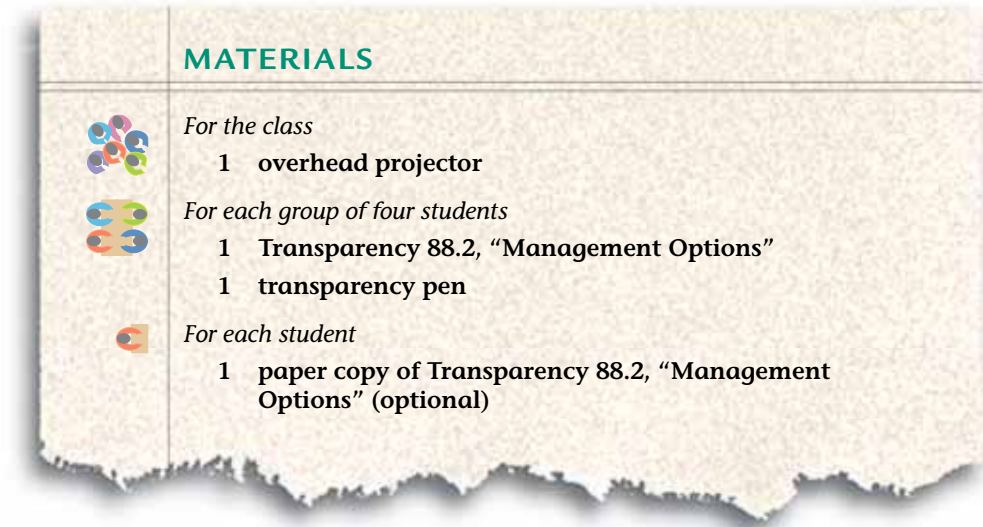 MATERIALS
For the class
1 overhead projector
For each group of four students
1 Transparency 88.2, “Management Options”
1 transparency pen
For each student
1 paper copy of Transparency 88.2, “Management
Options” (optional)